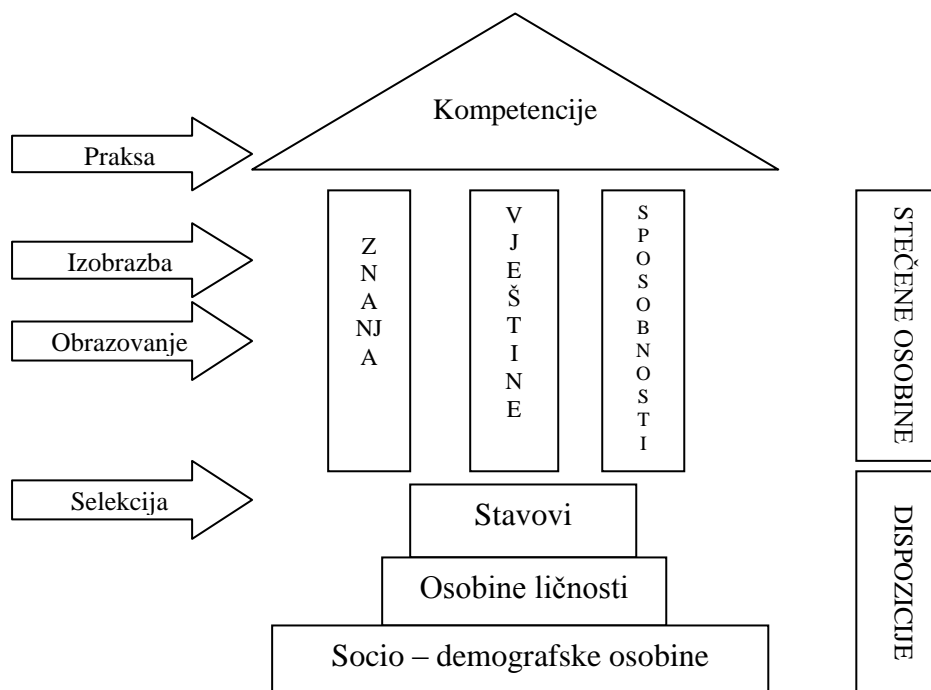 Kompetencije
Praksa
Izobrazba
Obrazovanje
Selekcija
ZNANJA
VJEŠTINE
SPOSOBNOSTI
Stavovi
Osobine ličnosti
Socio – demografske osobine
STEČENE OSOBINE
DISPOZICIJE